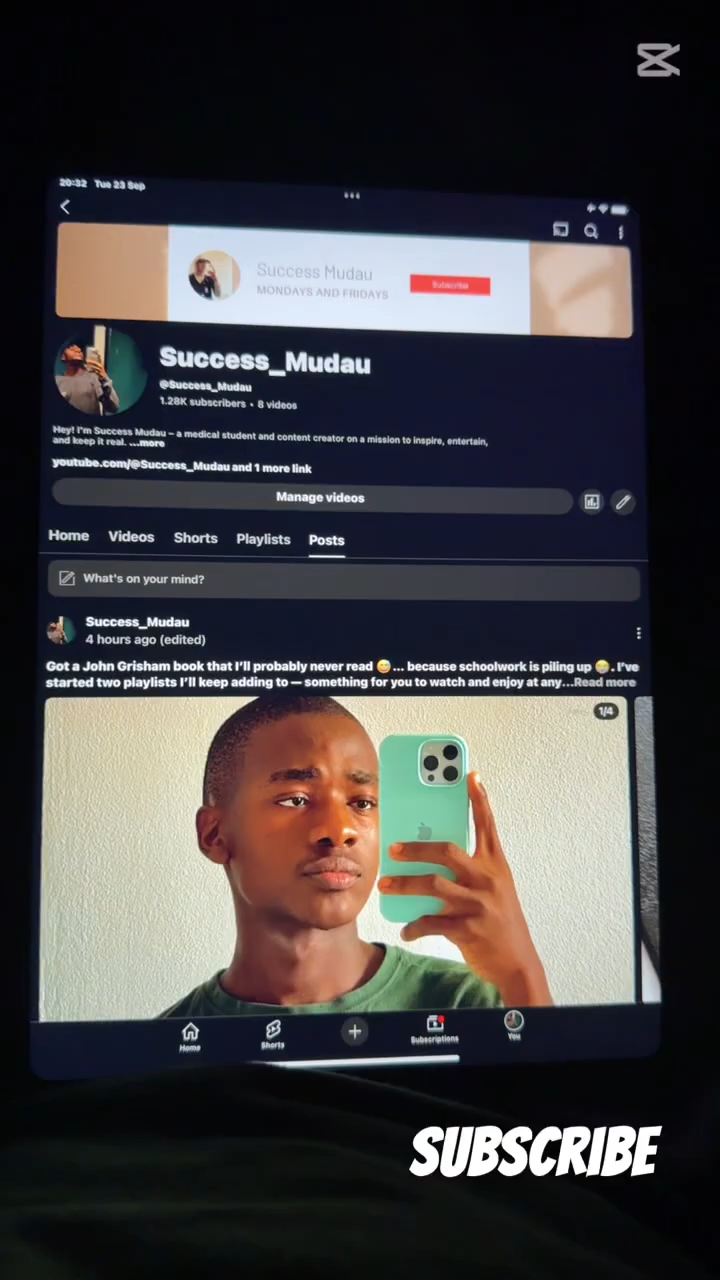 20:32 Tue 23 Sep
Success Mudau
MONDAYS AND FRIDAYS
Subscribe
Success_Mudau
@Success_Mudau
1.28K subscribers • 8 videos
Hey! I'm Success Mudau – a medical student and content creator on a mission to inspire, entertain,
and keep it real. ...more
youtube.com/@Success_Mudau and 1 more link
Manage videos
Home Videos Shorts Playlists Posts
What's on your mind?
Success_Mudau
4 hours ago (edited)
Got a John Grisham book that I'll probably never read 😅... because schoolwork is piling up 😂. I've
started two playlists I'll keep adding to — something for you to watch and enjoy at any...Read more
1/4
Home Shorts Subscriptions You
SUBSCRIBE